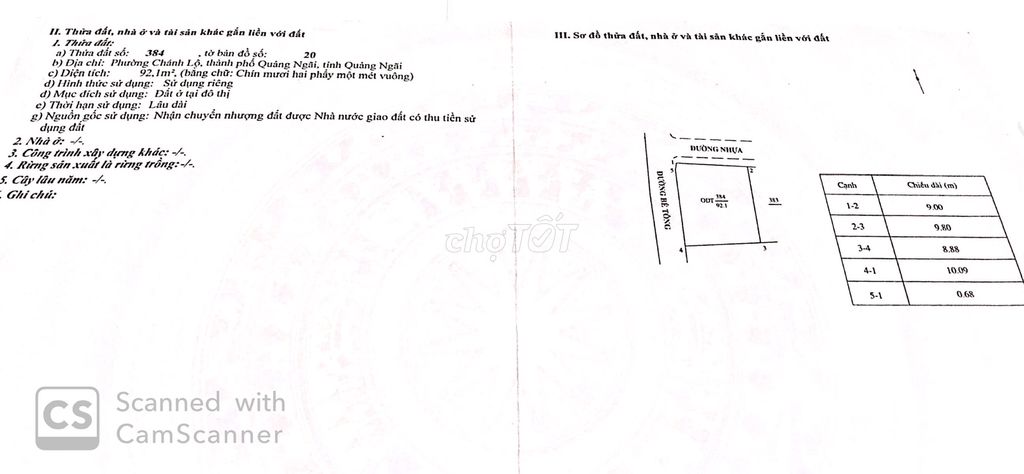 II. Thửa đất, nhà ở và tài sản khác gắn liền với đất
1. Thửa đất:
a) Thửa đất số: 384 , tờ bản đồ số: 20
b) Địa chỉ: Phường Chánh Lộ, thành phố Quảng Ngãi, tỉnh Quảng Ngãi
c) Diện tích: 92,1m², (bằng chữ: Chín mươi hai phẩy một mét vuông)
d) Hình thức sử dụng: Sử dụng riêng
đ) Mục đích sử dụng: Đất ở tại đô thị
e) Thời hạn sử dụng: Lâu dài
g) Nguồn gốc sử dụng: Nhận chuyển nhượng đất được Nhà nước giao đất có thu tiền sử
dụng đất
2. Nhà ở: -/-.
3. Công trình xây dựng khác: -/-.
4. Rừng sản xuất là rừng trồng:-/-.
5. Cây lâu năm: -/-.
. Ghi chú:
III. Sơ đồ thửa đất, nhà ở và tài sản khác gắn liền với đất
ĐƯỜNG NHỰA
ĐƯỜNG BÊ TÔNG
1
2
5
ODT 384
92.1
383
4
3
Cạnh Chiều dài (m)
1-2 9.00
2-3 9.80
3-4 8.88
4-1 10.09
5-1 0.68
chợTỐT
CS Scanned with
CamScanner